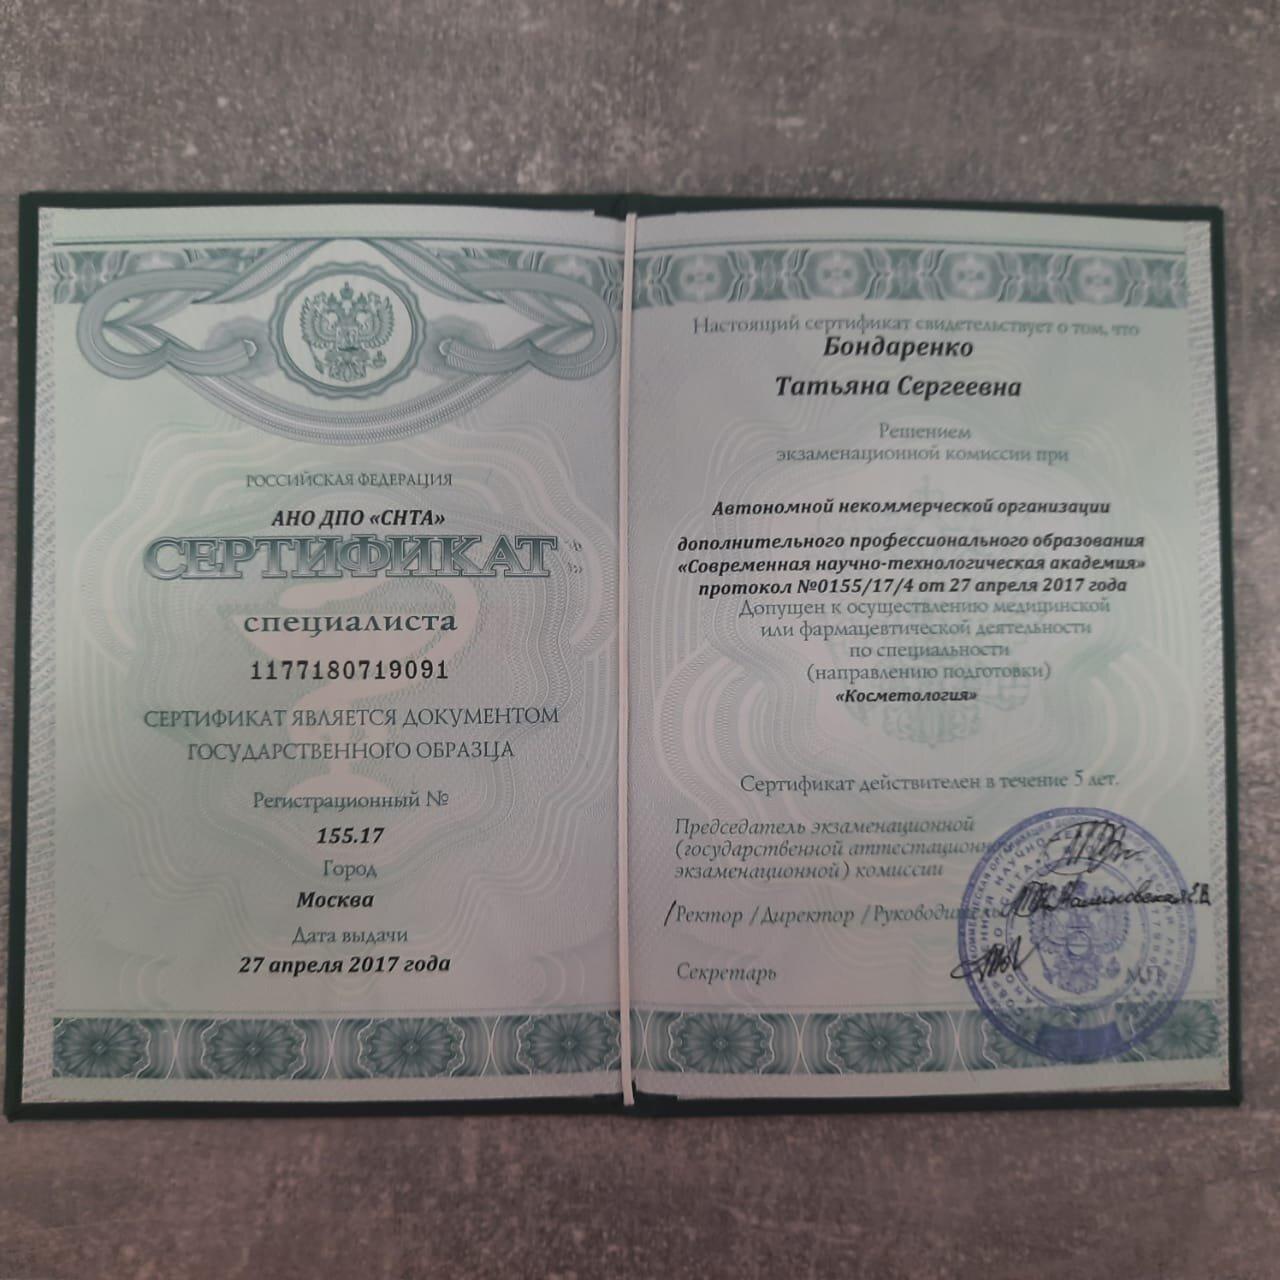 РОССИЙСКАЯ ФЕДЕРАЦИЯ
АНО ДПО «СНТА»
СЕРТИФИКАТ
специалиста
1177180719091
СЕРТИФИКАТ ЯВЛЯЕТСЯ ДОКУМЕНТОМ
ГОСУДАРСТВЕННОГО ОБРАЗЦА
Регистрационный №
155.17
Город
Москва
Дата выдачи
27 апреля 2017 года
Настоящий сертификат свидетельствует о том, что
Бондаренко
Татьяна Сергеевна
Решением
экзаменационной комиссии при
Автономной некоммерческой организации
дополнительного профессионального образования
«Современная научно-технологическая академия»
протокол №0155/17/4 от 27 апреля 2017 года
Допущен к осуществлению медицинской
или фармацевтической деятельности
по специальности
(направлению подготовки)
«Косметология»
Сертификат действителен в течение 5 лет.
Председатель экзаменационной
(государственной аттестационной
экзаменационной) комиссии
/Ректор /Директор /Руководитель
Калиновская Е.В.
Секретарь
М.П.